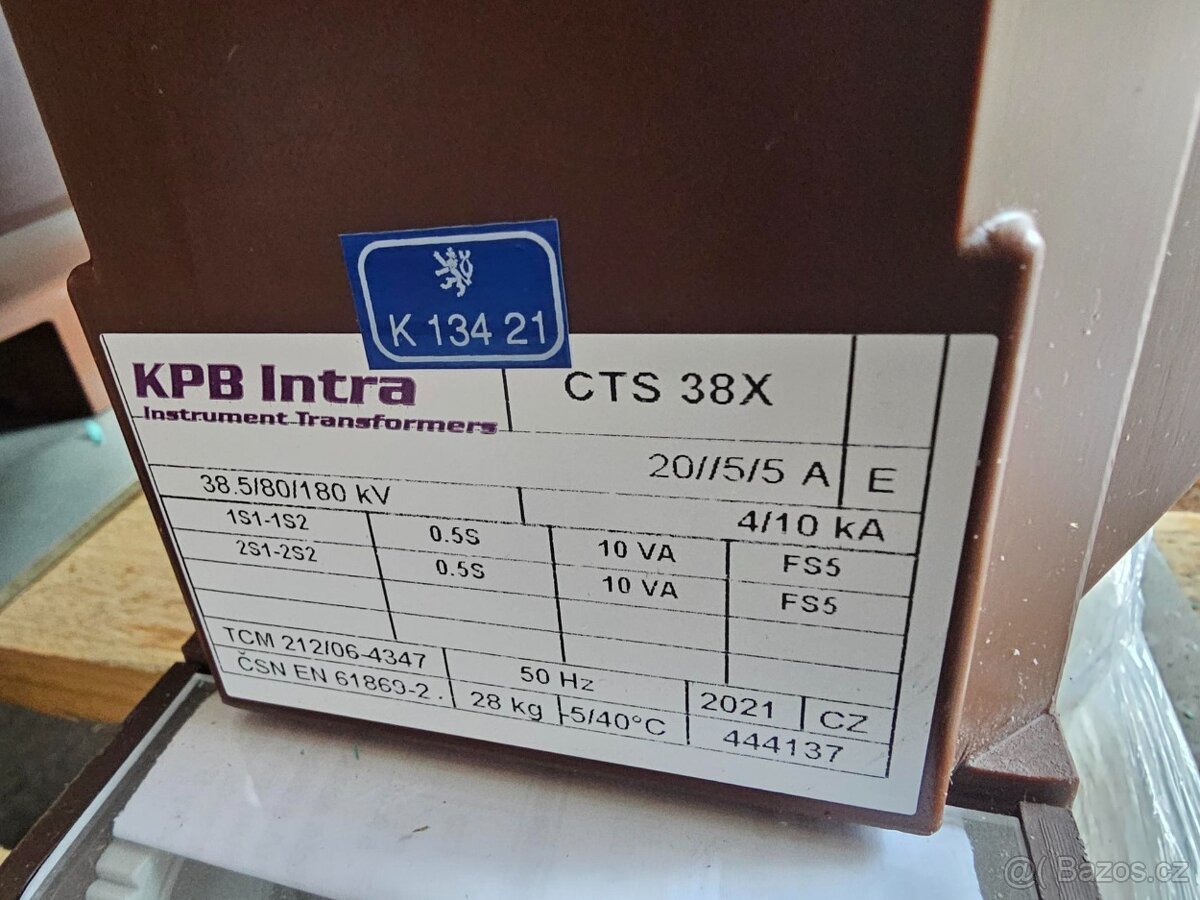 K 134 21
KPB Intra
Instrument Transformers
CTS 38X
20//5/5 A
E
38.5/80/180 kV
4/10 kA
1S1-1S2 0.5S 10 VA FS5
2S1-2S2 0.5S 10 VA FS5
TCM 212/06-4347 50 Hz 2021 CZ
ČSN EN 61869-2. 28 kg -5/40°C 444137
@ Bazos.cz